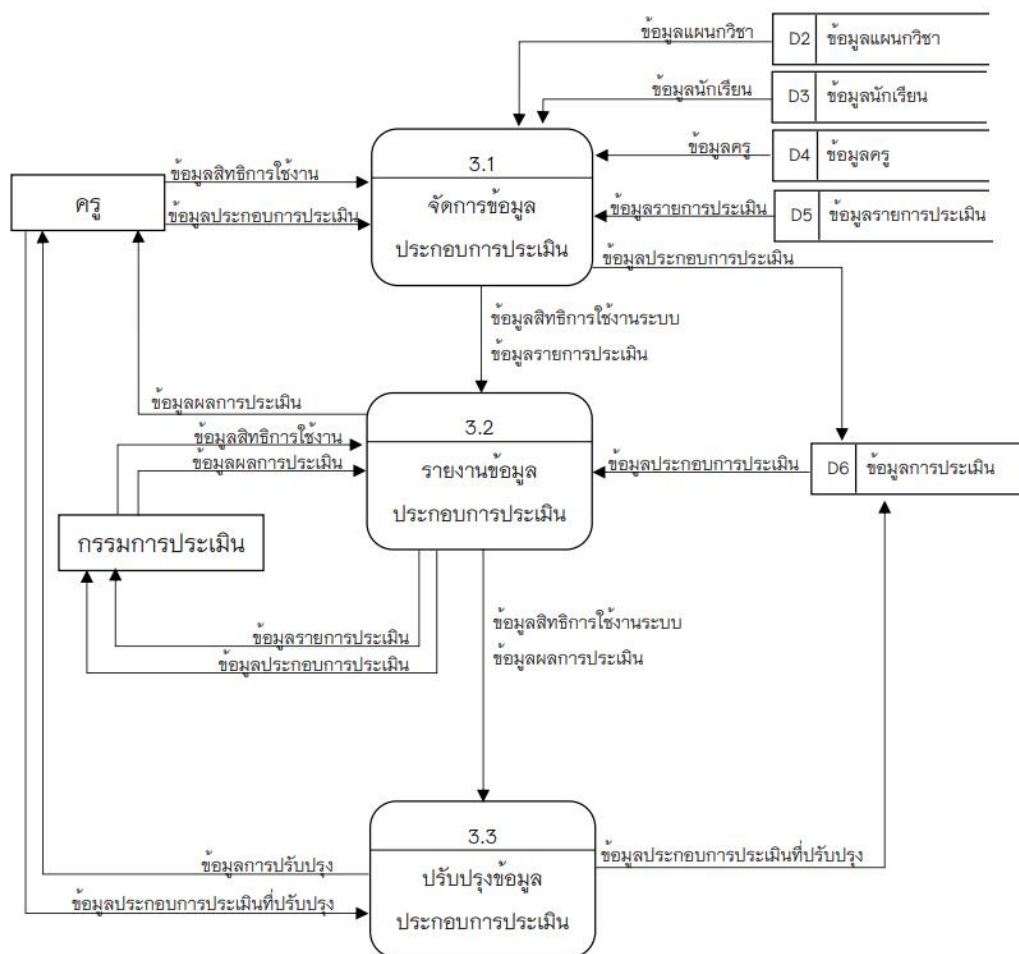 ข้อมูลแผนกวิชา
D2 ข้อมูลแผนกวิชา
ข้อมูลนักเรียน
D3 ข้อมูลนักเรียน
ข้อมูลครู
D4 ข้อมูลครู
ข้อมูลรายการประเมิน
D5 ข้อมูลรายการประเมิน
3.1
จัดการข้อมูล
ประกอบการประเมิน
ครู
ข้อมูลสิทธิการใช้งาน
ข้อมูลประกอบการประเมิน
ข้อมูลประกอบการประเมิน
ข้อมูลสิทธิการใช้งานระบบ
ข้อมูลรายการประเมิน
ข้อมูลผลการประเมิน
ข้อมูลสิทธิการใช้งาน
ข้อมูลผลการประเมิน
3.2
รายงานข้อมูล
ประกอบการประเมิน
ข้อมูลประกอบการประเมิน
D6 ข้อมูลการประเมิน
กรรมการประเมิน
ข้อมูลรายการประเมิน
ข้อมูลประกอบการประเมิน
ข้อมูลสิทธิการใช้งานระบบ
ข้อมูลผลการประเมิน
3.3
ปรับปรุงข้อมูล
ประกอบการประเมิน
ข้อมูลการปรับปรุง
ข้อมูลประกอบการประเมินที่ปรับปรุง
ข้อมูลประกอบการประเมินที่ปรับปรุง